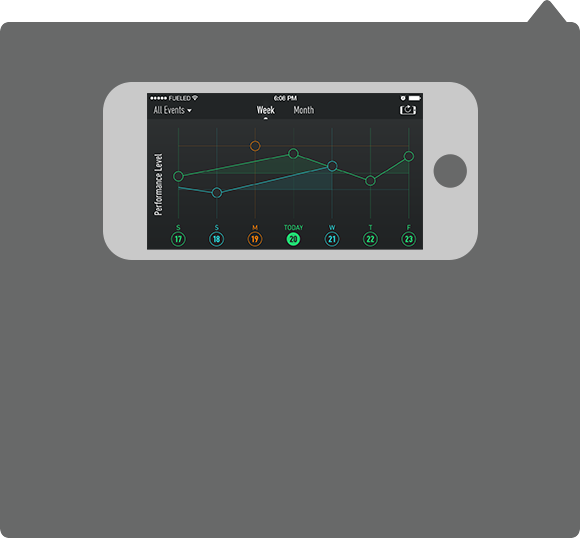 FUELED 6:08 PM
All Events Week Month
Performance Level
S S M TODAY W T F
17 18 19 20 21 22 23